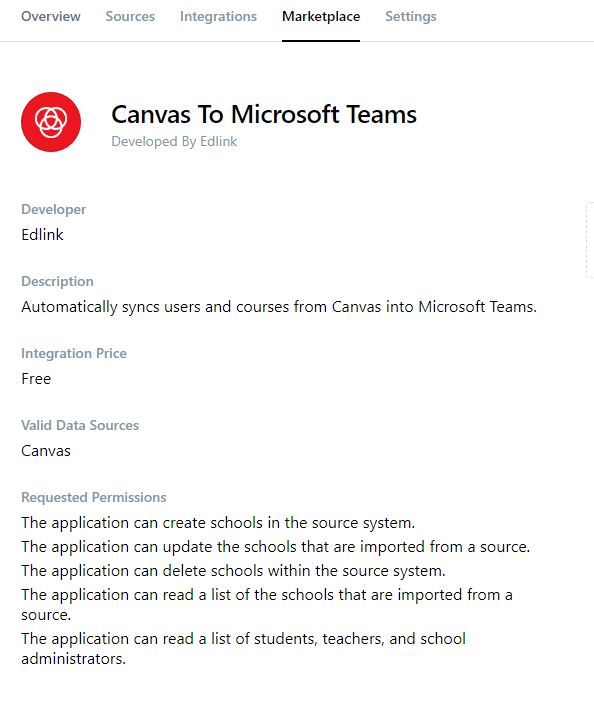 Overview Sources Integrations Marketplace Settings
Canvas To Microsoft Teams
Developed By Edlink
Developer
Edlink
Description
Automatically syncs users and courses from Canvas into Microsoft Teams.
Integration Price
Free
Valid Data Sources
Canvas
Requested Permissions
The application can create schools in the source system.
The application can update the schools that are imported from a source.
The application can delete schools within the source system.
The application can read a list of the schools that are imported from a
source.
The application can read a list of students, teachers, and school
administrators.